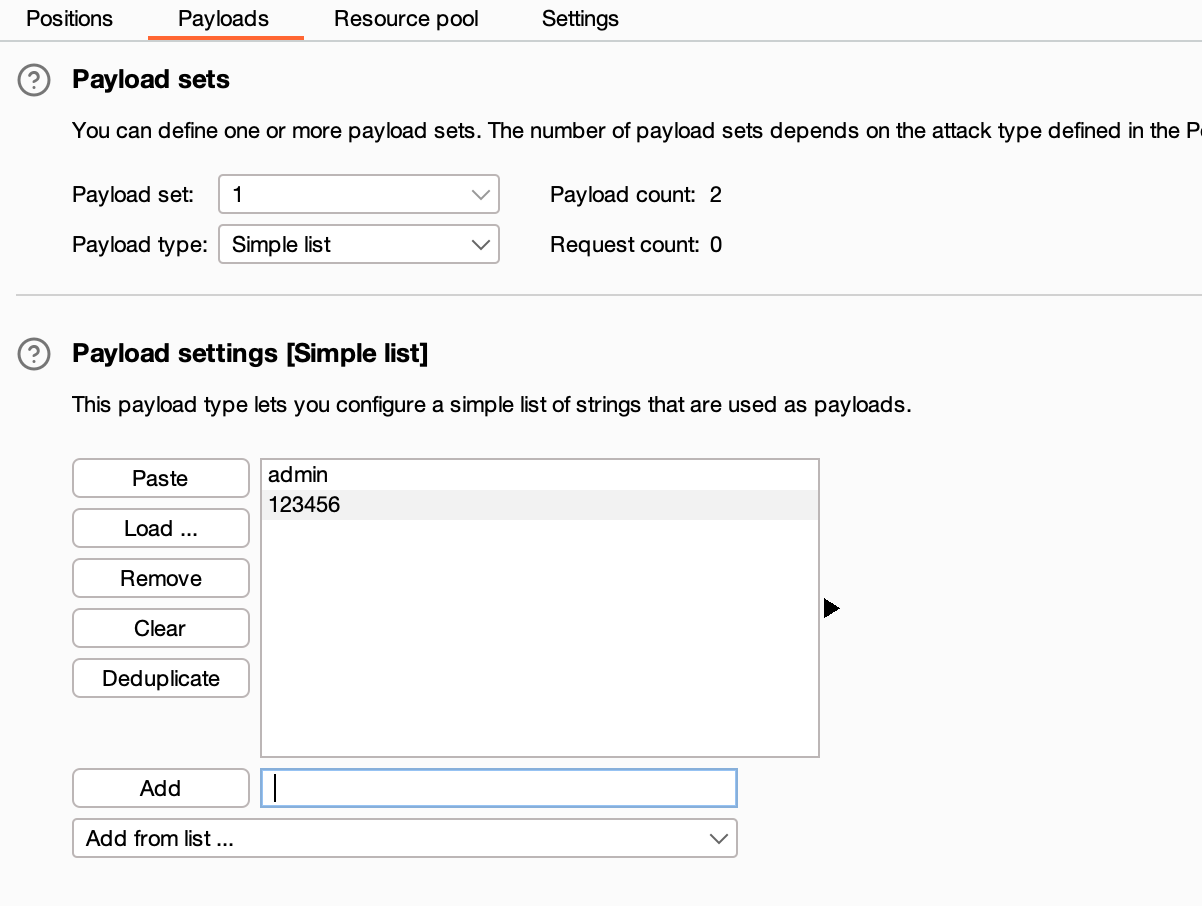 Positions Payloads Resource pool Settings
Payload sets
You can define one or more payload sets. The number of payload sets depends on the attack type defined in the
Payload set: 1 Payload count: 2
Payload type: Simple list Request count: 0
Payload settings [Simple list]
This payload type lets you configure a simple list of strings that are used as payloads.
Paste
Load ...
Remove
Clear
Deduplicate
admin
123456
Add
Add from list ...